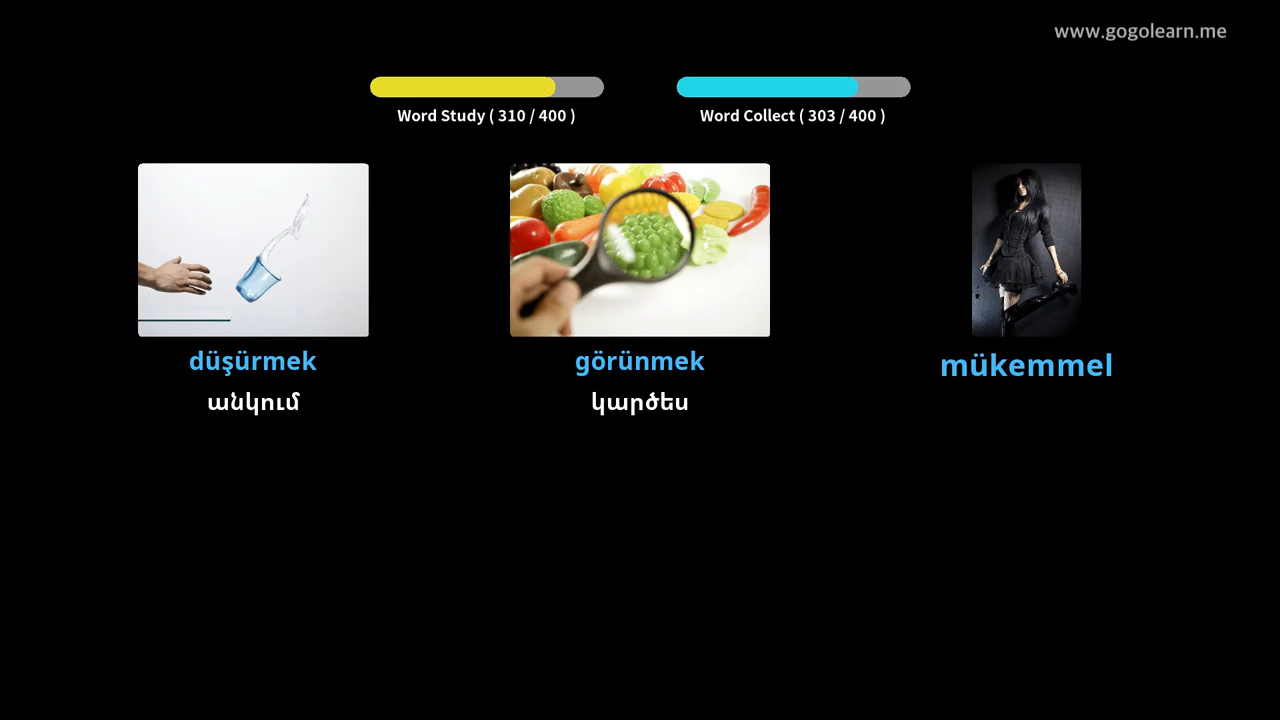 www.gogolearn.me
Word Study ( 310 / 400 )
Word Collect ( 303 / 400 )
düşürmek
görünmek
mükemmel
անկում
կարծես